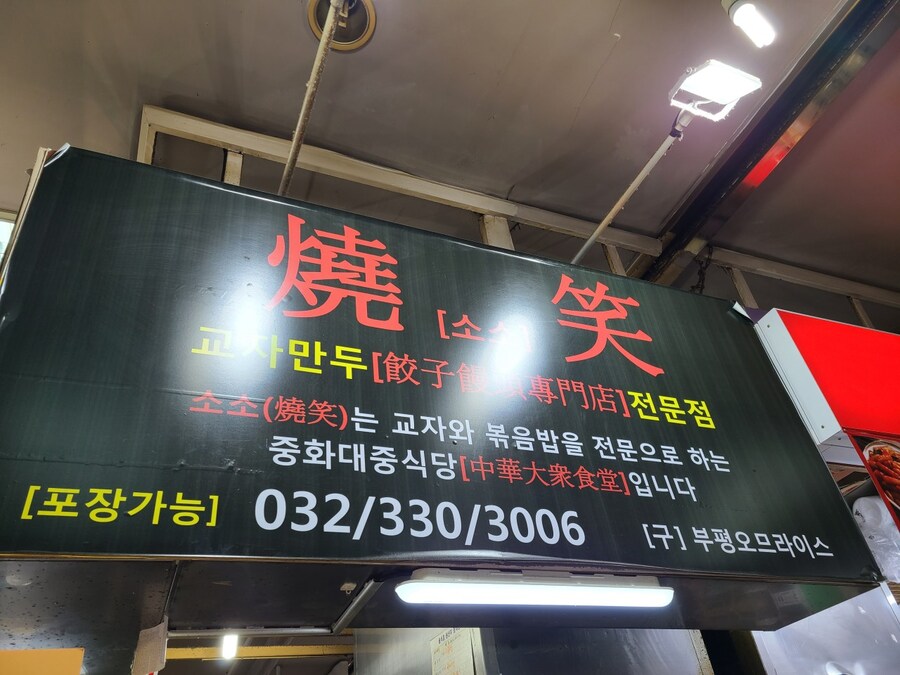 燒 [소소] 笑
교자만두[餃子饅頭專門店]전문점
소소(燒笑)는 교자와 볶음밥을 전문으로 하는
중화대중식당[中華大衆食堂]입니다
[포장가능] 032/330/3006 [구] 부평오므라이스